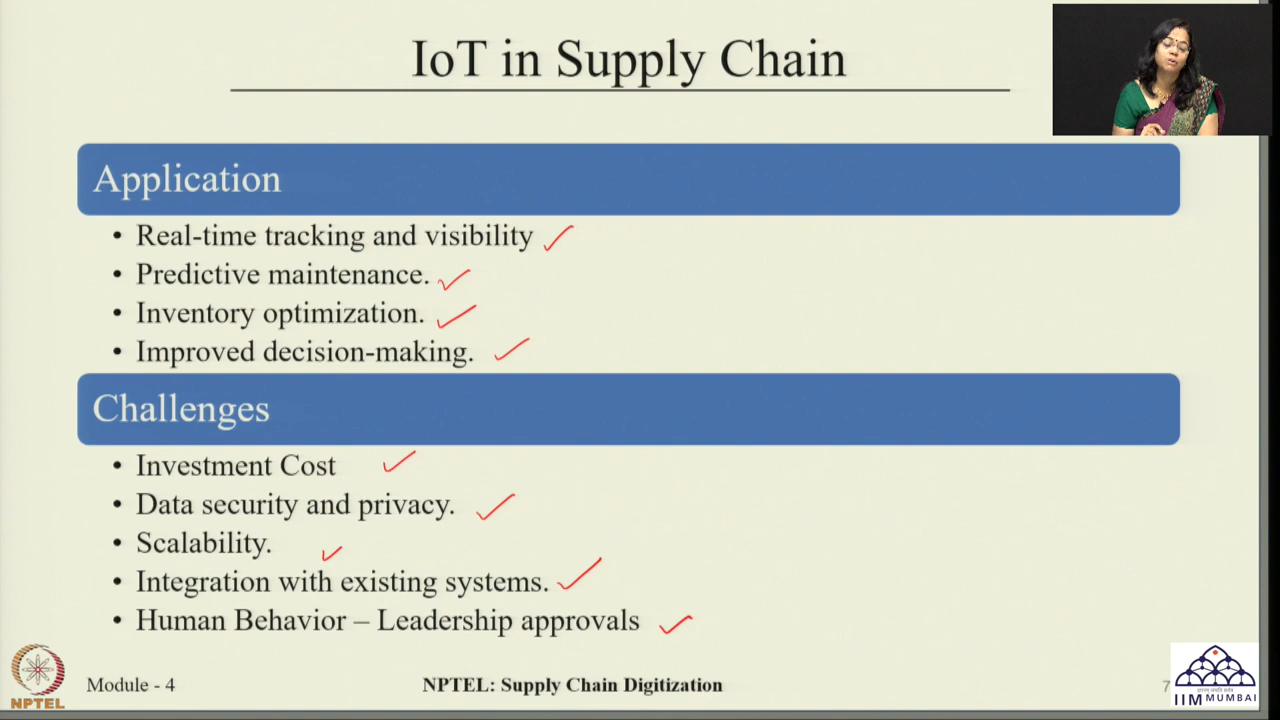 IoT in Supply Chain
Application
• Real-time tracking and visibility
• Predictive maintenance.
• Inventory optimization.
• Improved decision-making.
Challenges
• Investment Cost
• Data security and privacy.
• Scalability.
• Integration with existing systems.
• Human Behavior – Leadership approvals
NPTEL
Module - 4
NPTEL: Supply Chain Digitization
7
IIM MUMBAI